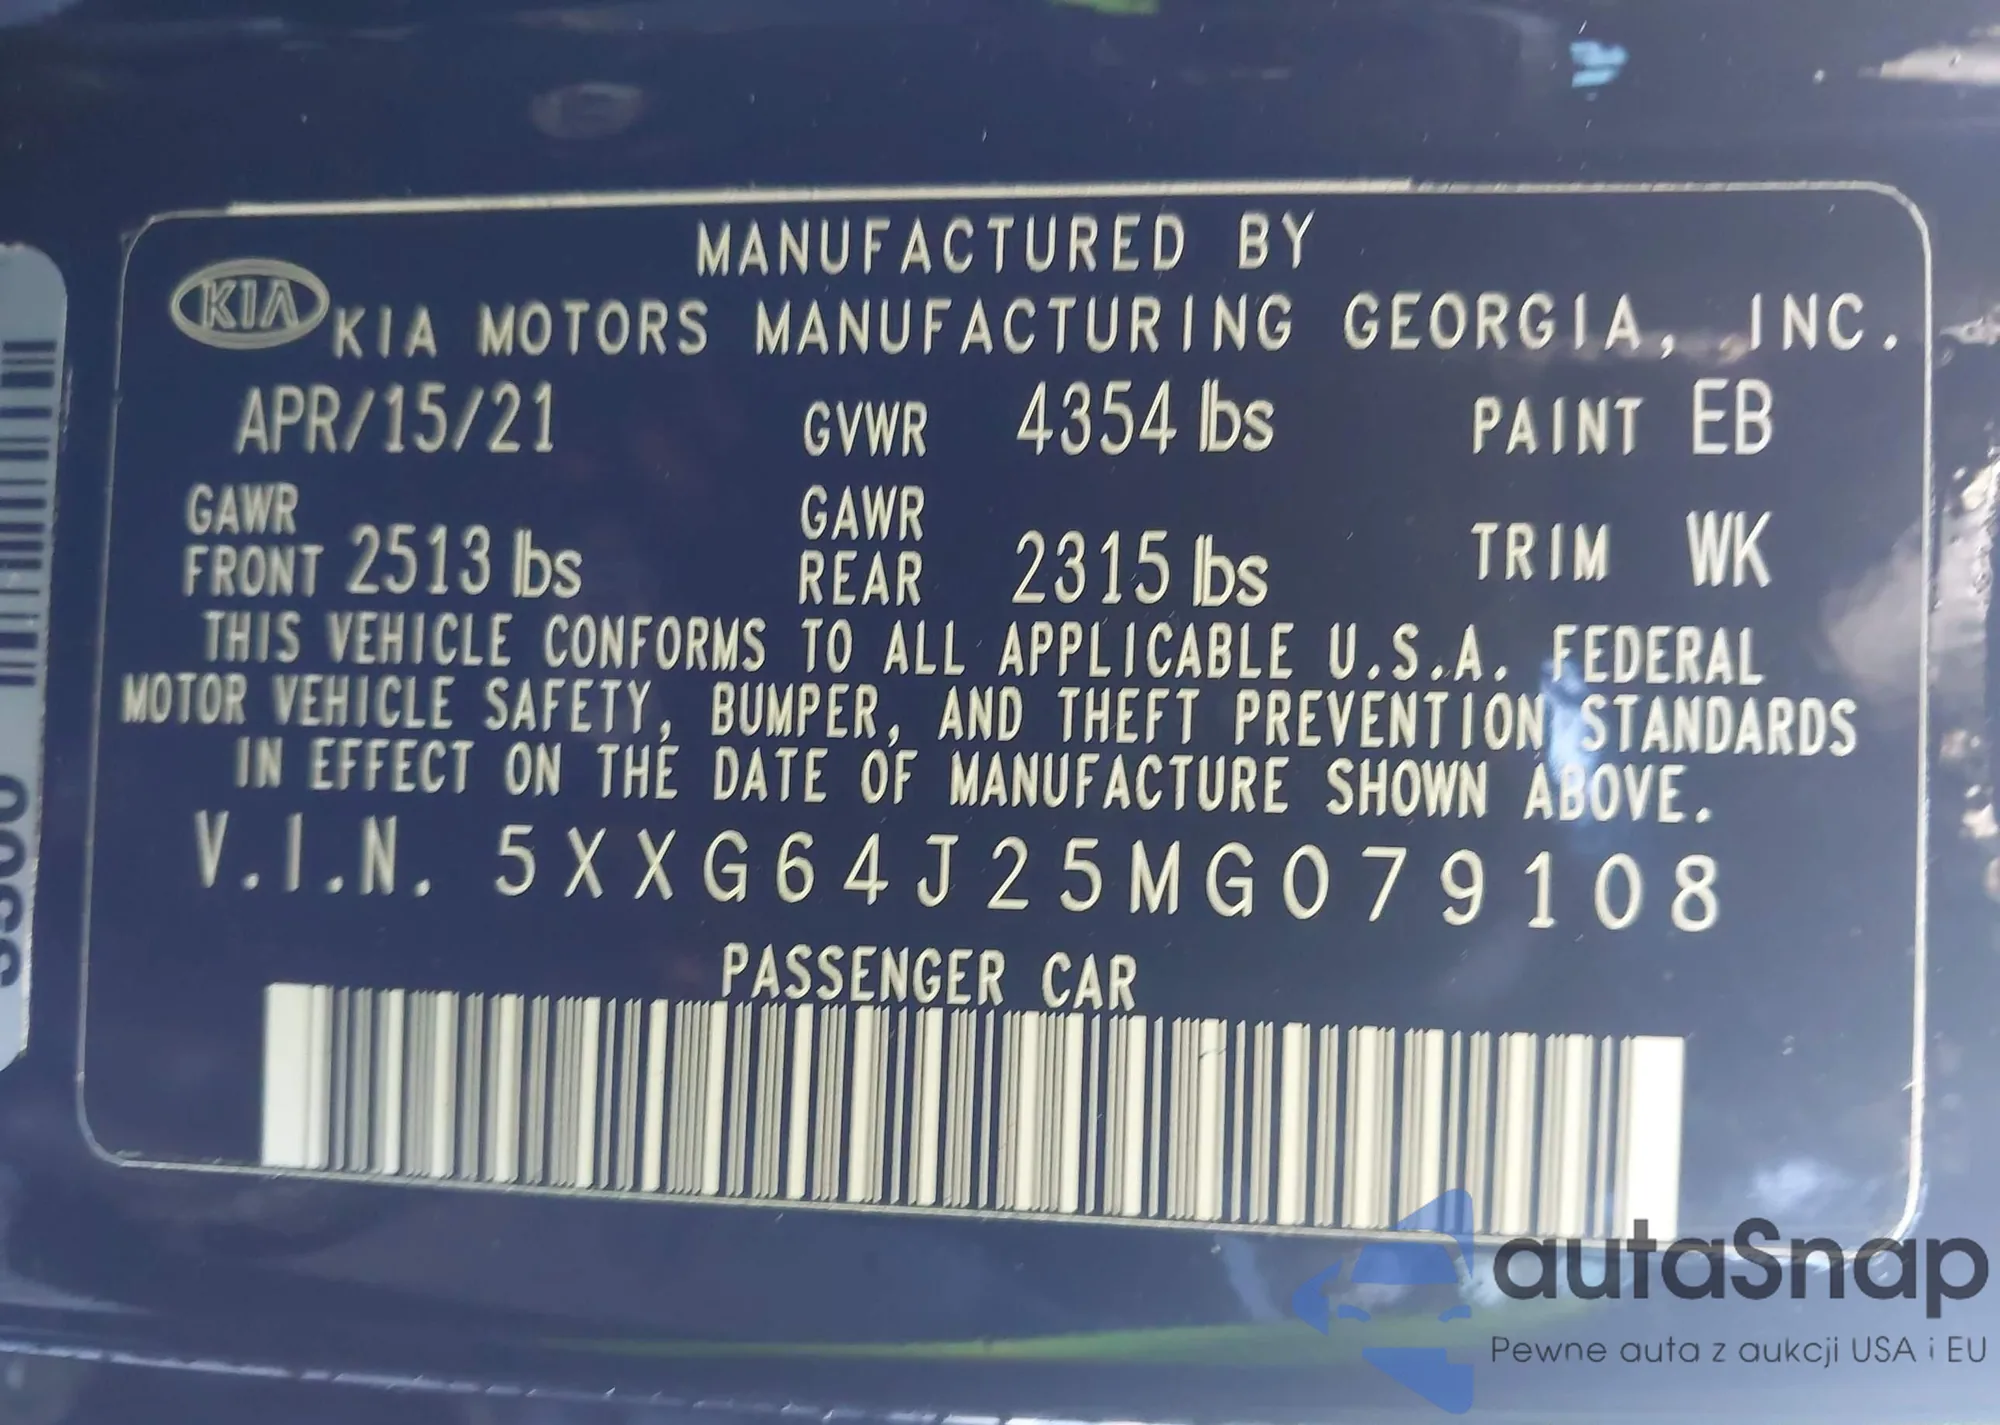 MANUFACTURED BY
KIA KIA MOTORS MANUFACTURING GEORGIA, INC.
APR/15/21 GVWR 4354 lbs PAINT EB
GAWR FRONT 2513 lbs GAWR REAR 2315 lbs TRIM WK
THIS VEHICLE CONFORMS TO ALL APPLICABLE U.S.A. FEDERAL
MOTOR VEHICLE SAFETY, BUMPER, AND THEFT PREVENTION STANDARDS
IN EFFECT ON THE DATE OF MANUFACTURE SHOWN ABOVE.
V.I.N. 5XXG64J25MG079108
PASSENGER CAR
autaSnap
Pewne auta z aukcji USA i EU